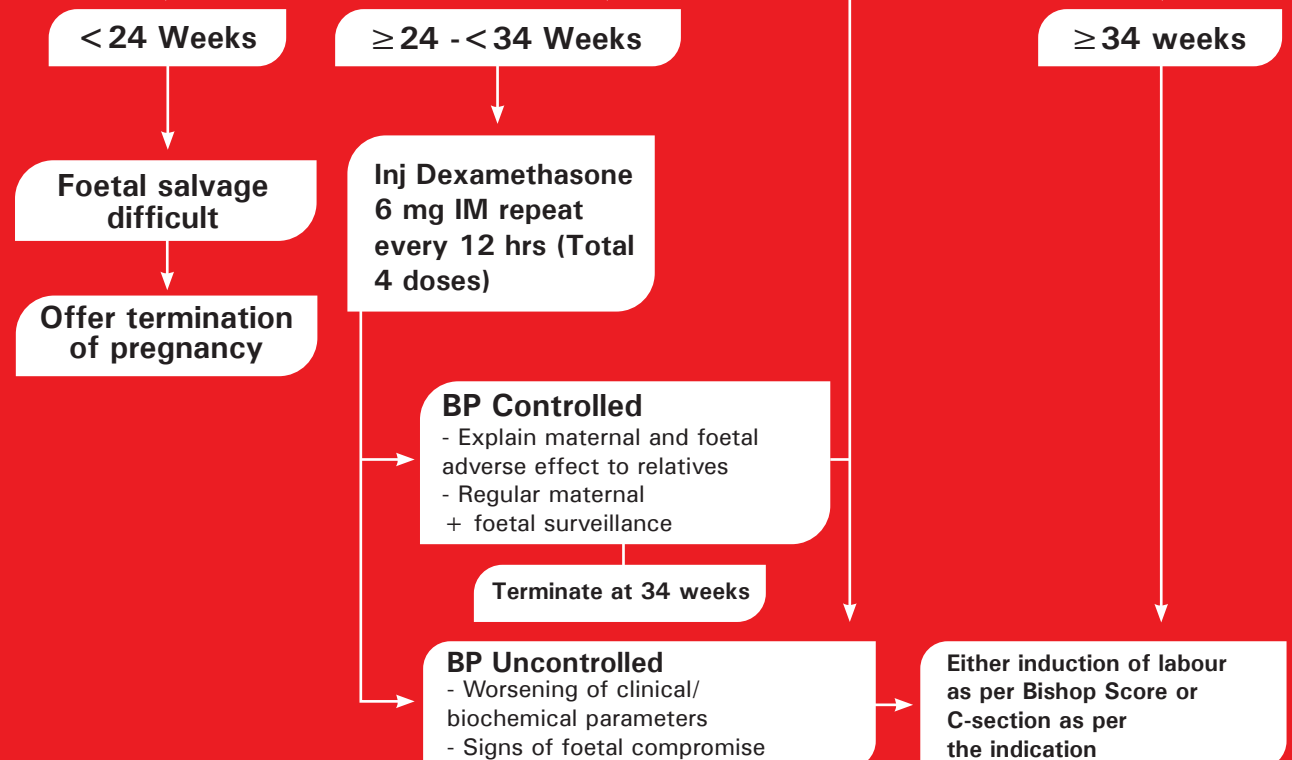 <24 Weeks
≥24 -<34 Weeks
≥34 weeks
Foetal salvage
difficult
Offer termination
of pregnancy
Inj Dexamethasone
6 mg IM repeat
every 12 hrs (Total
4 doses)
BP Controlled
- Explain maternal and foetal
adverse effect to relatives
- Regular maternal
+ foetal surveillance
Terminate at 34 weeks
BP Uncontrolled
- Worsening of clinical/
biochemical parameters
- Signs of foetal compromise
Either induction of labour
as per Bishop Score or
C-section as per
the indication